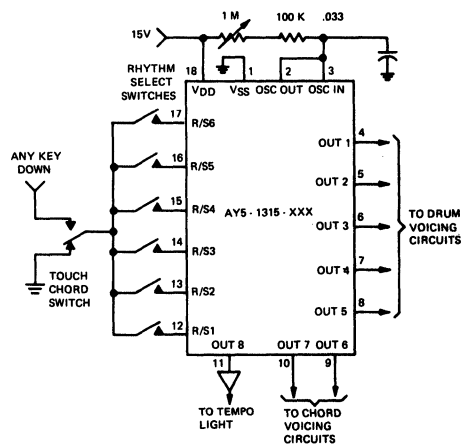 1 M 100 K .033
15V
RHYTHM
SELECT
SWITCHES
18 1 2 3
VDD VSS OSC OUT OSC IN
17 R/S6
16 R/S5
15 R/S4
14 R/S3
13 R/S2
12 R/S1
ANY KEY
DOWN
TOUCH
CHORD
SWITCH
AY5 - 1315 - XXX
OUT 1 4
OUT 2 5
OUT 3 6
OUT 4 7
OUT 5 8
TO DRUM
VOICING
CIRCUITS
OUT 8 OUT 7 OUT 6
11 10 9
TO TEMPO
LIGHT
TO CHORD
VOICING
CIRCUITS